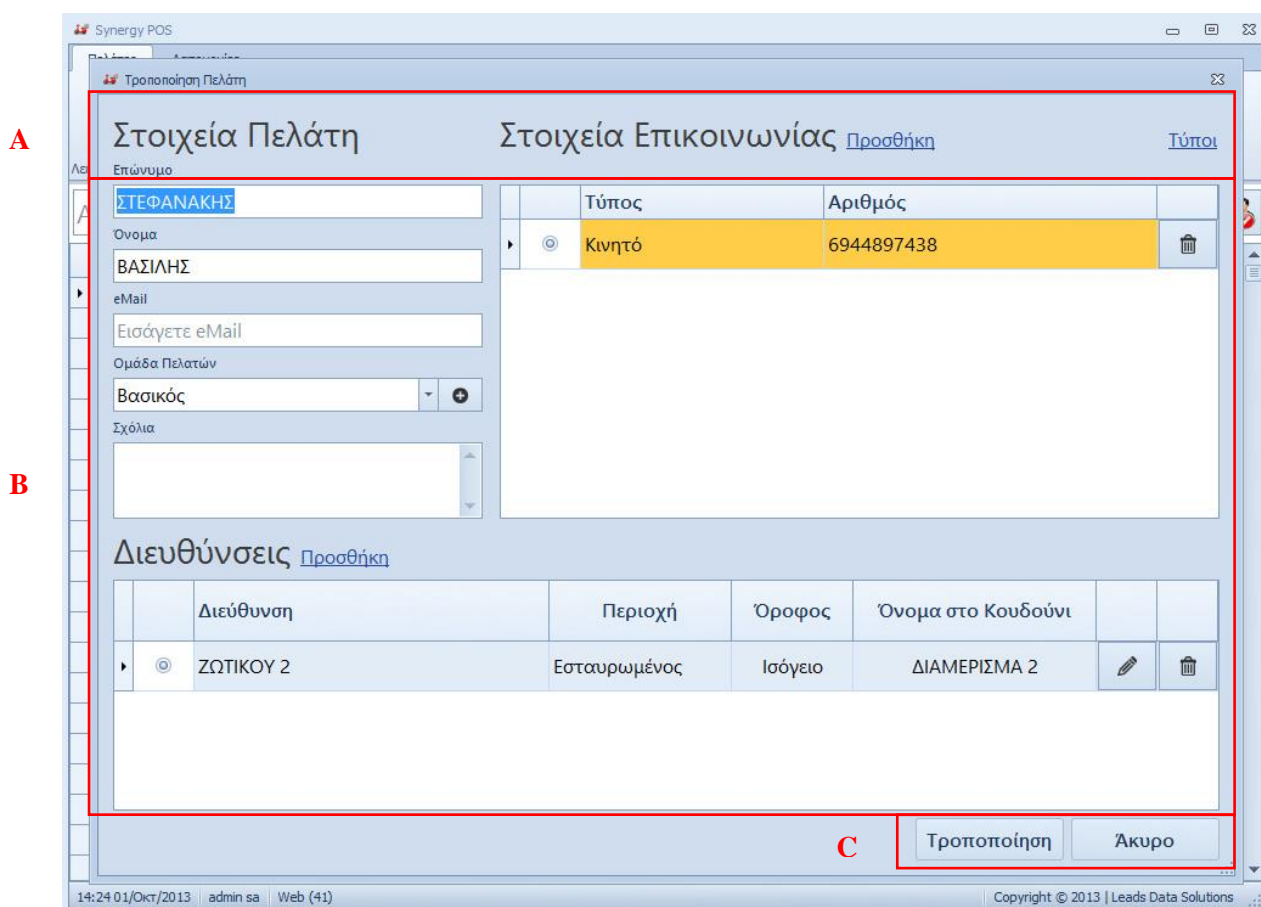 Synergy POS
Τροποποίηση Πελάτη
A
Στοιχεία Πελάτη
Στοιχεία Επικοινωνίας Προσθήκη Τύποι
Επώνυμο
ΣΤΕΦΑΝΑΚΗΣ
Τύπος Αριθμός
Όνομα
Κινητό 6944897438
ΒΑΣΙΛΗΣ
eMail
Εισάγετε eMail
Ομάδα Πελατών
Βασικός
Σχόλια
B
Διευθύνσεις Προσθήκη
Διεύθυνση Περιοχή Όροφος Όνομα στο Κουδούνι
ΖΩΤΙΚΟΥ 2 Εσταυρωμένος Ισόγειο ΔΙΑΜΕΡΙΣΜΑ 2
C
Τροποποίηση Άκυρο
14:24 01/Οκτ/2013 admin sa Web (41) Copyright © 2013 | Leads Data Solutions